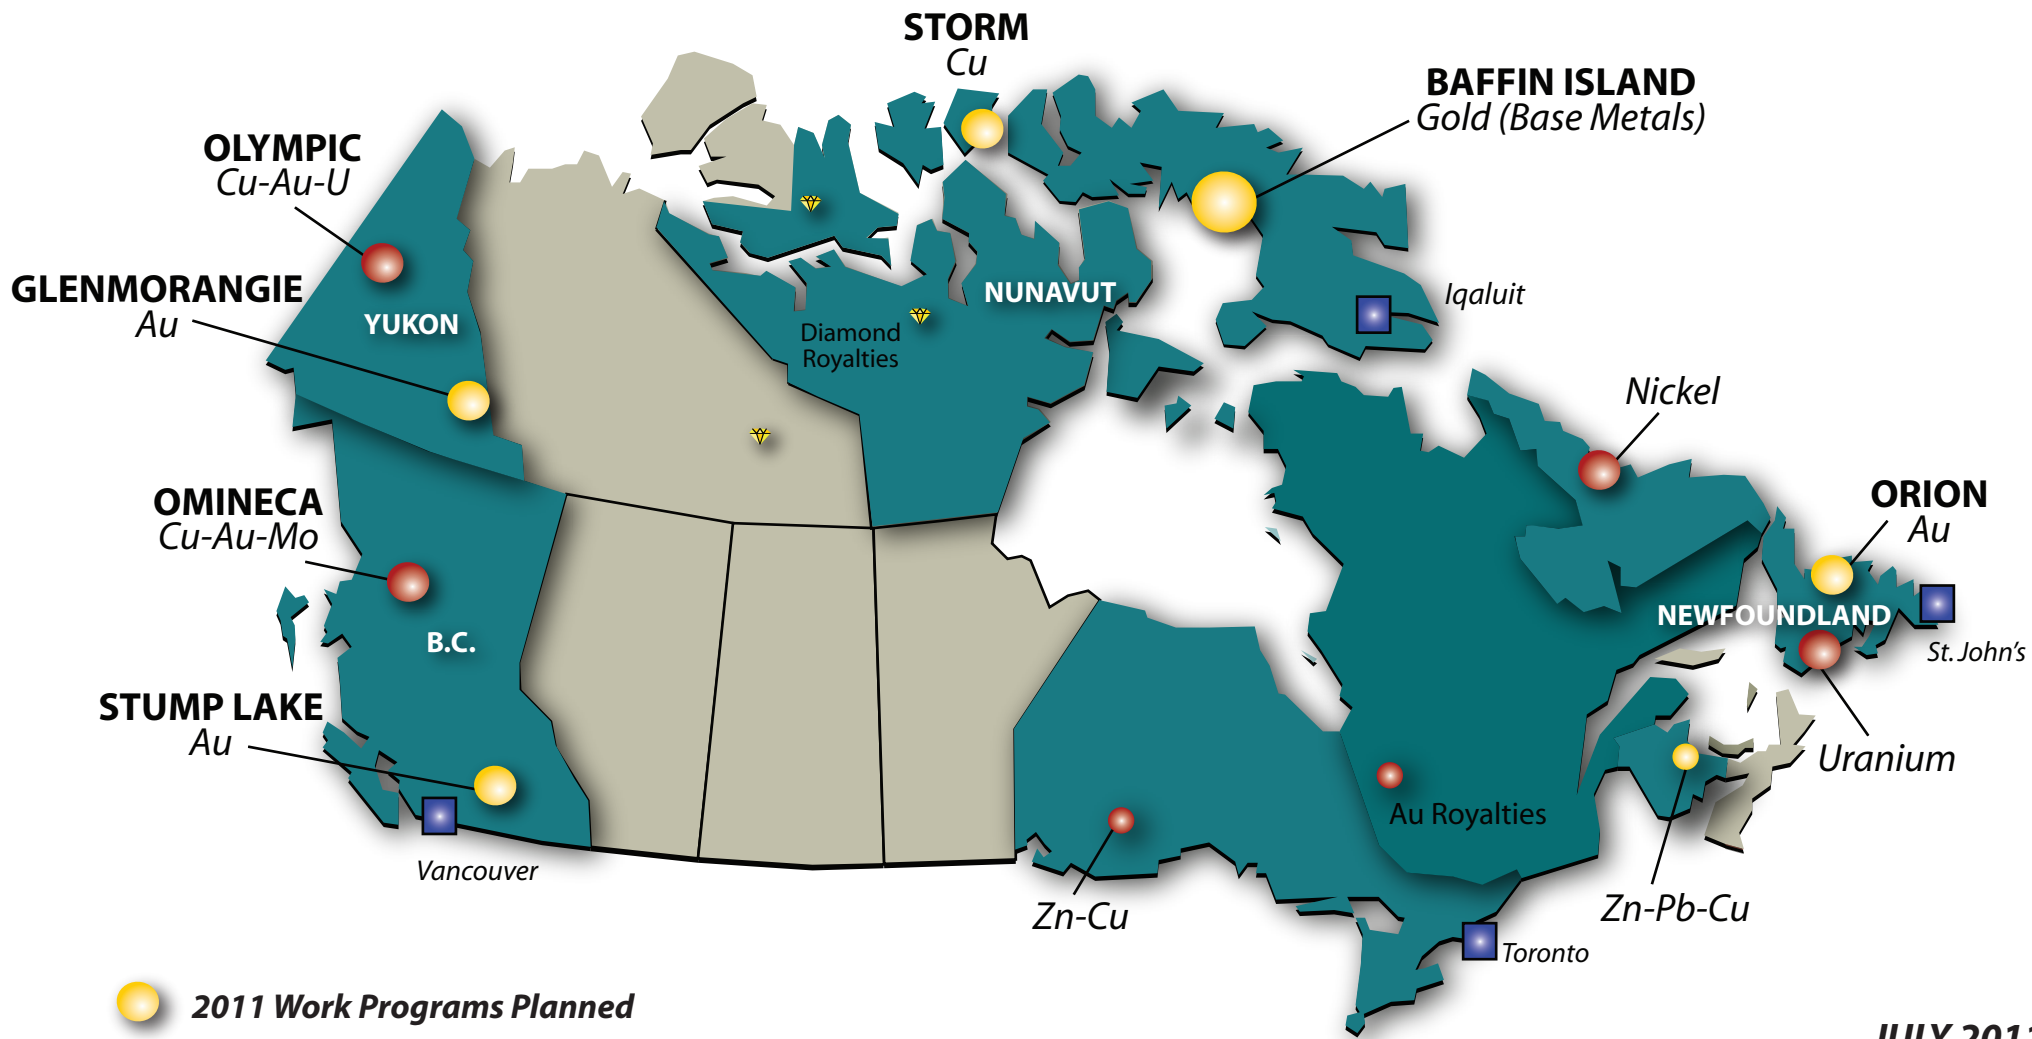 STORM
Cu
BAFFIN ISLAND
Gold (Base Metals)
OLYMPIC
Cu-Au-U
GLENMORANGIE
Au
YUKON
NUNAVUT
Iqaluit
Diamond
Royalties
Nickel
OMINECA
Cu-Au-Mo
ORION
Au
NEWFOUNDLAND
B.C.
St. John's
STUMP LAKE
Au
Uranium
Au Royalties
Vancouver
Zn-Cu
Zn-Pb-Cu
Toronto
2011 Work Programs Planned
JULY 2011